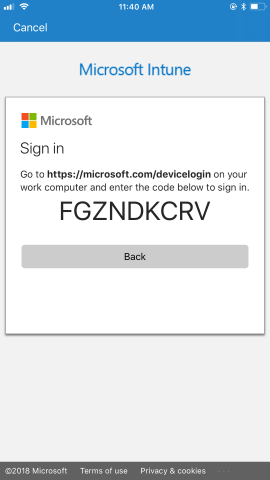 11:40 AM
Cancel
Microsoft Intune
Microsoft
Sign in
Go to https://microsoft.com/devicelogin on your
work computer and enter the code below to sign in.
FGZNDKCRV
Back
©2018 Microsoft Terms of use Privacy & cookies ...